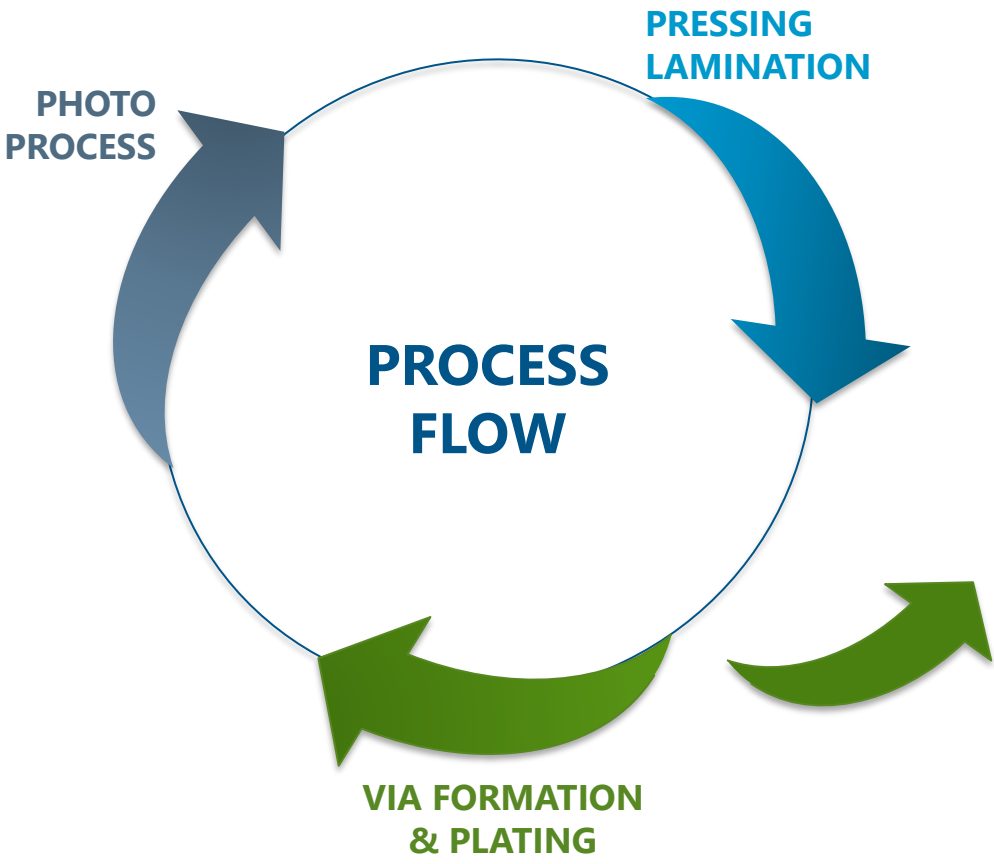 PRESSING
LAMINATION
PHOTO
PROCESS
PROCESS
FLOW
VIA FORMATION
& PLATING